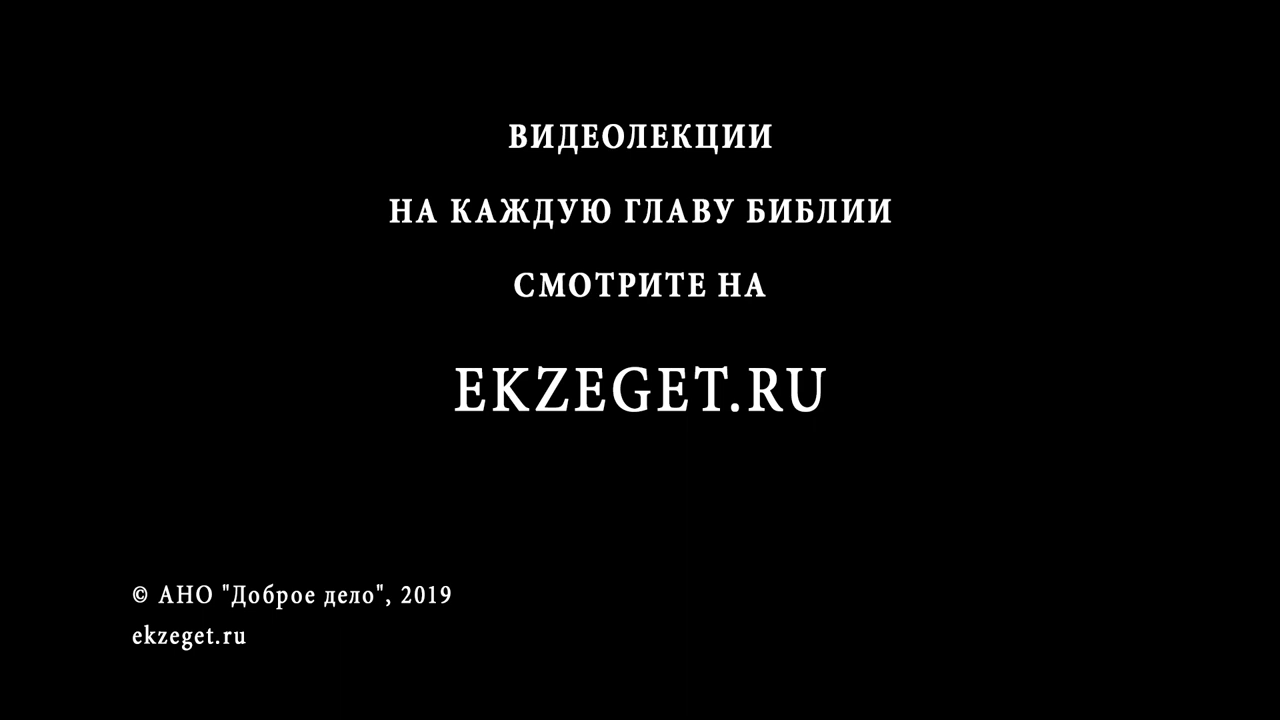 ВИДЕОЛЕКЦИИ
НА КАЖДУЮ ГЛАВУ БИБЛИИ
СМОТРИТЕ НА
EKZEGET.RU
© АНО "Доброе дело", 2019
ekzeget.ru